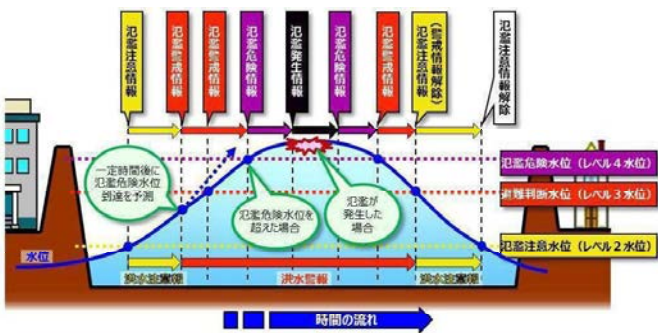 氾濫注意情報
氾濫警戒情報
氾濫警戒情報
氾濫危険情報
氾濫発生情報
氾濫危険情報
氾濫警戒情報
氾濫注意情報
(警戒情報解除)
氾濫注意情報解除
一定時間後に
氾濫危険水位
到達を予測
氾濫危険水位を
超えた場合
氾濫が
発生した
場合
氾濫危険水位(レベル4水位)
避難判断水位(レベル3水位)
氾濫注意水位(レベル2水位)
水位
洪水注意報
洪水警報
洪水注意報
時間の流れ